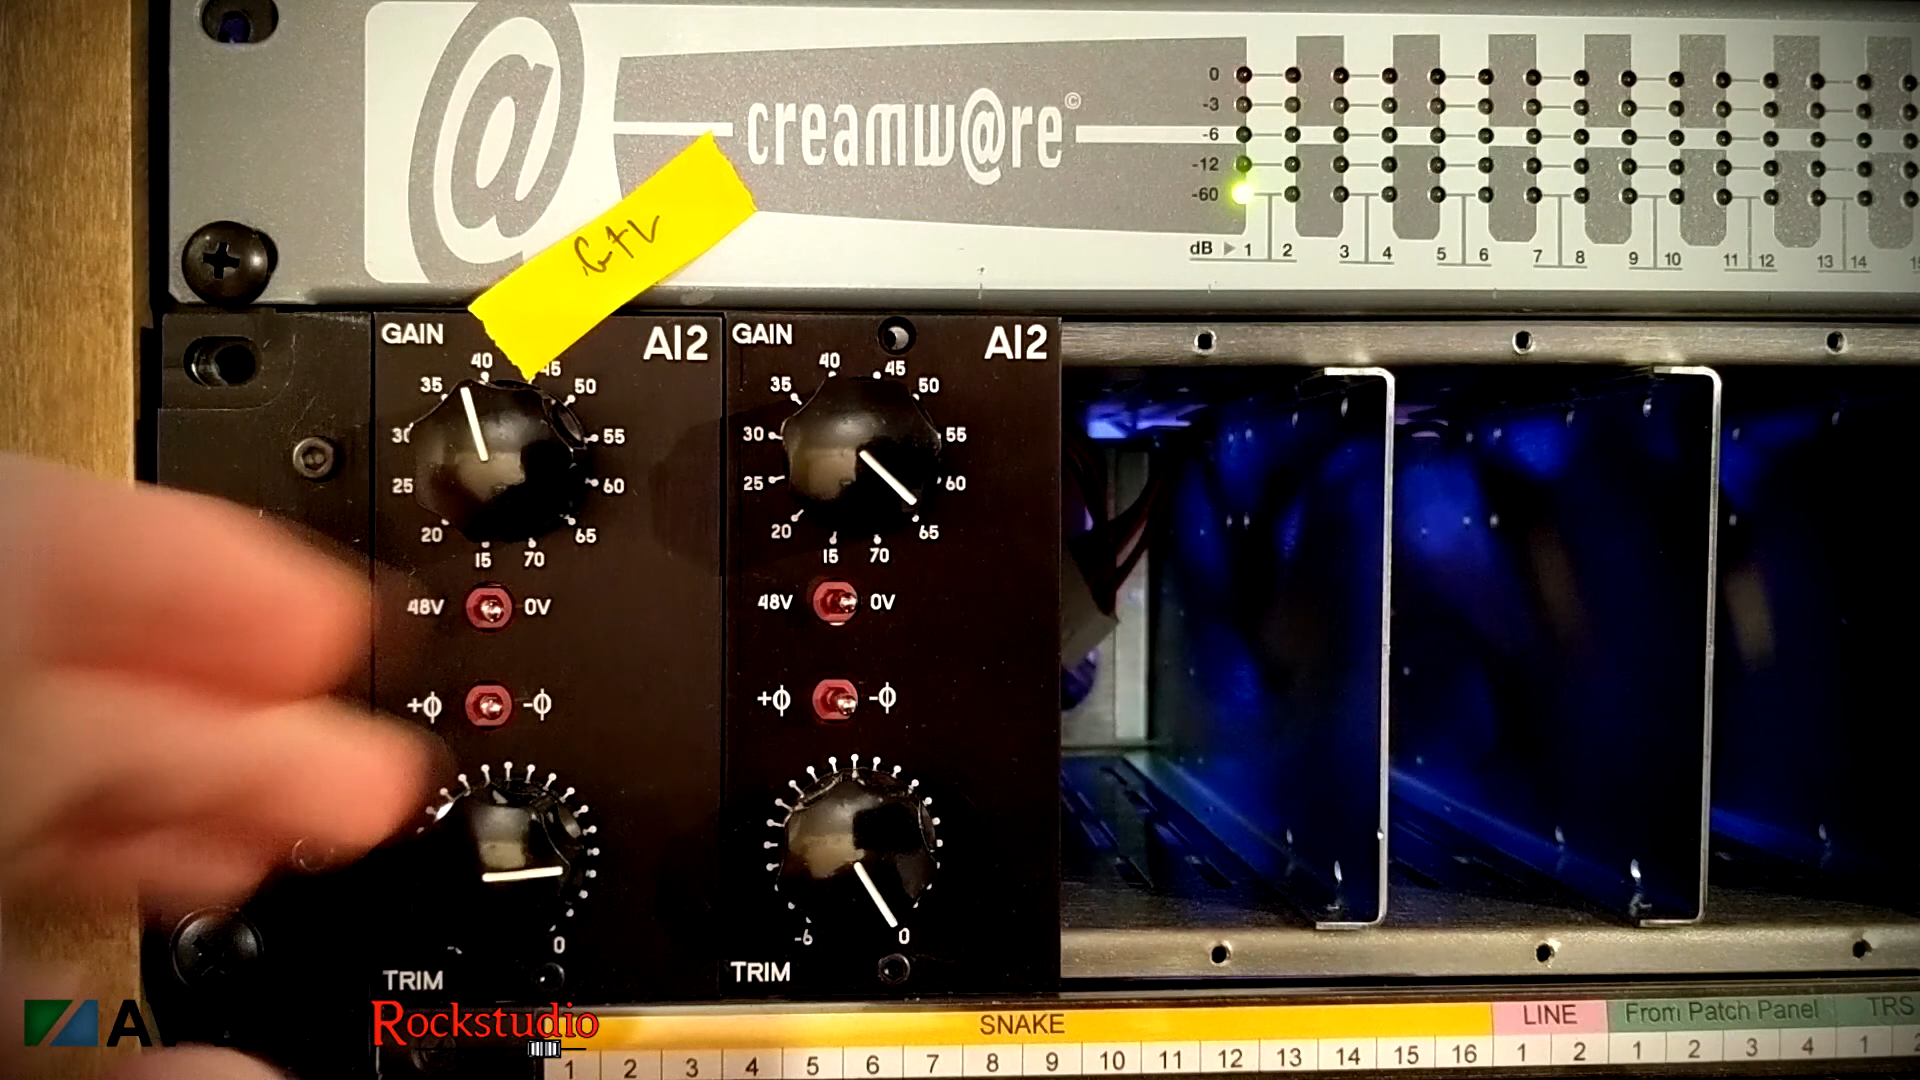 @ creamw@re©
0
-3
-6
-12
-60
dB 1 2 3 4 5 6 7 8 9 10 11 12 13 14
GAIN AI2
35 40 45 50
30 55
25 60
20 65
15 70
48V 0V
+ϕ -ϕ
0
TRIM
GAIN AI2
35 40 45 50
30 55
25 60
20 65
15 70
48V 0V
+ϕ -ϕ
-6 0
TRIM
Rockstudio
SNAKE LINE From Patch Panel TRS
1 2 3 4 5 6 7 8 9 10 11 12 13 14 15 16 1 2 1 2 3 4 1